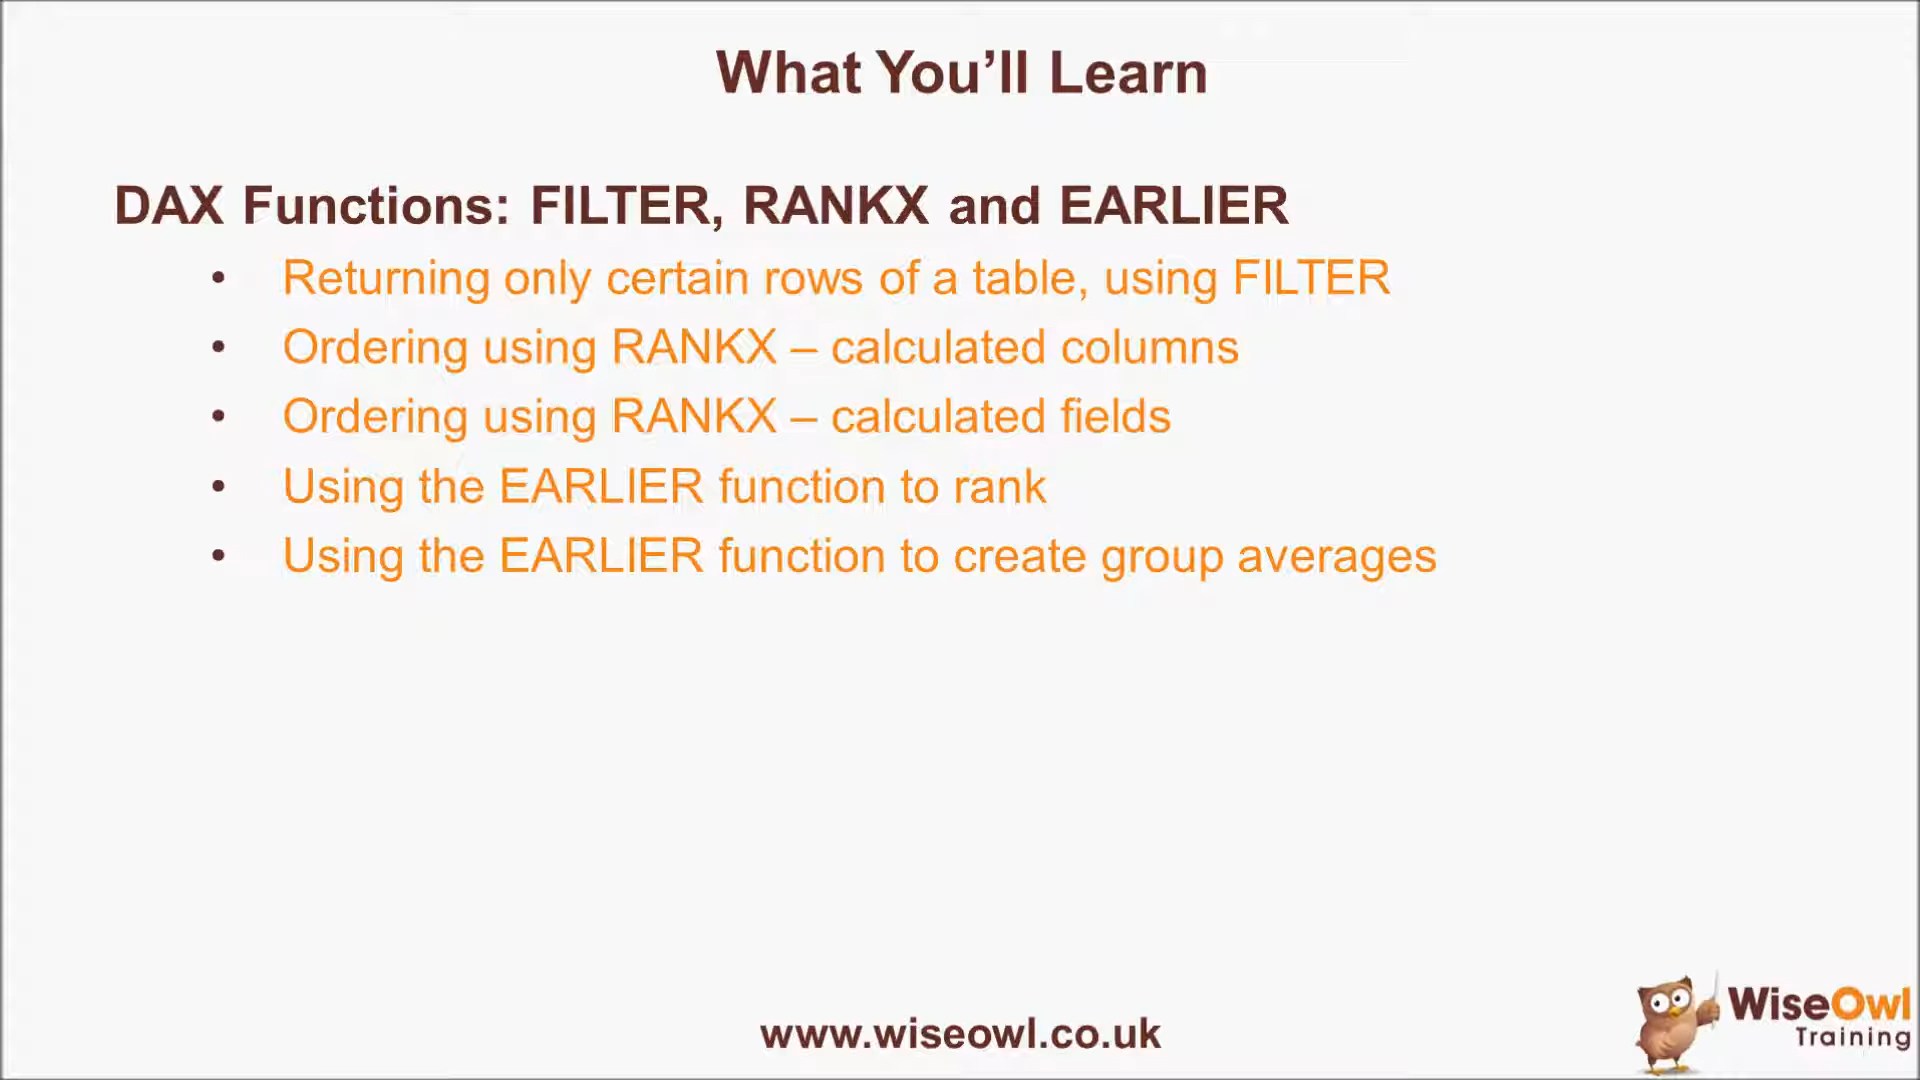 What You’ll Learn
DAX Functions: FILTER, RANKX and EARLIER
• Returning only certain rows of a table, using FILTER
• Ordering using RANKX – calculated columns
• Ordering using RANKX – calculated fields
• Using the EARLIER function to rank
• Using the EARLIER function to create group averages
WiseOwl
Training
www.wiseowl.co.uk